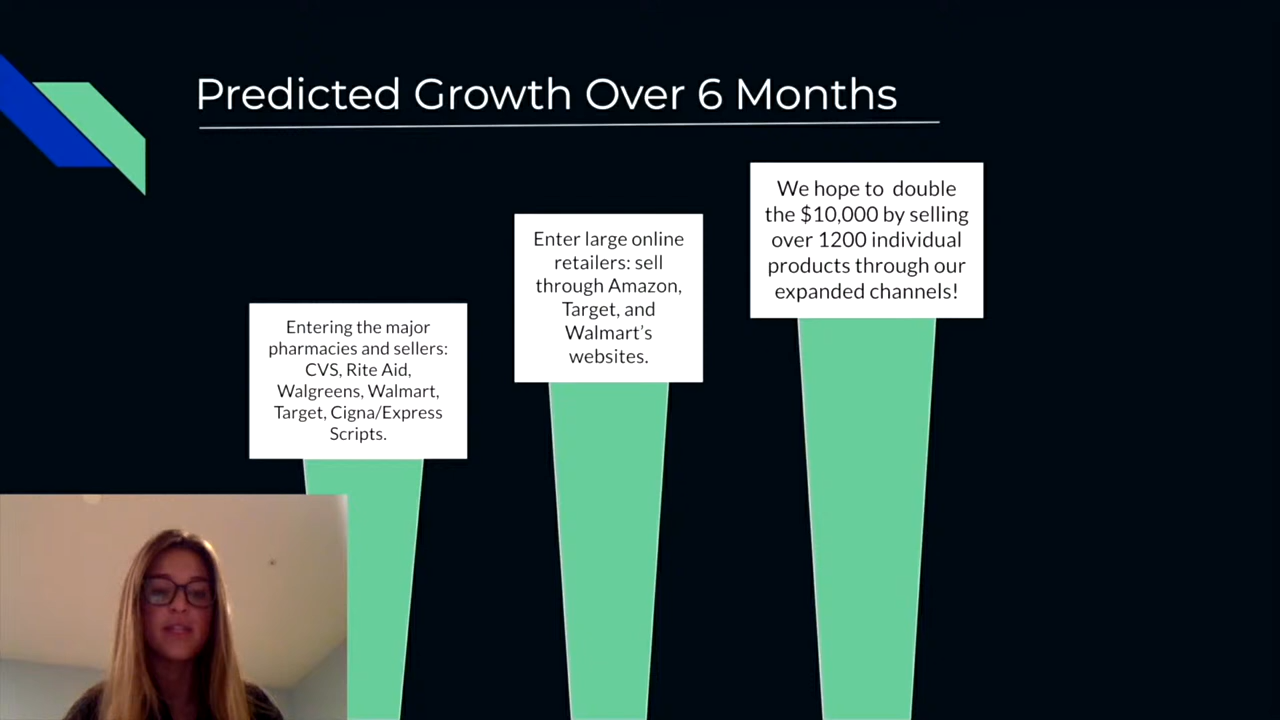 Predicted Growth Over 6 Months
Entering the major
pharmacies and sellers:
CVS, Rite Aid,
Walgreens, Walmart,
Target, Cigna/Express
Scripts.
Enter large online
retailers: sell
through Amazon,
Target, and
Walmart’s
websites.
We hope to  double
the $10,000 by selling
over 1200 individual
products through our
expanded channels!